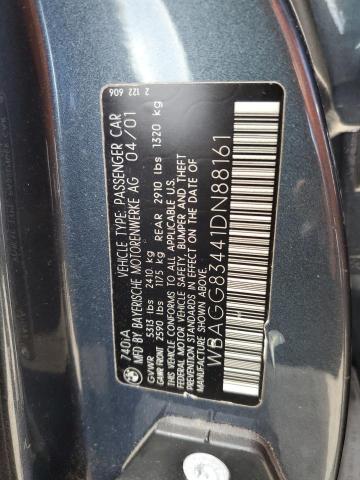 2 122 606
740iA
VEHICLE TYPE: PASSENGER CAR
MFD BY BAYERISCHE MOTORENWERKE AG 04/01
GVWR 5313 lbs 2410 kg
GAWR FRONT 2590 lbs 1175 kg REAR 2910 lbs 1320 kg
THIS VEHICLE CONFORMS TO ALL APPLICABLE U.S.
FEDERAL MOTOR VEHICLE SAFETY, BUMPER AND THEFT
PREVENTION STANDARDS IN EFFECT ON THE DATE OF
MANUFACTURE SHOWN ABOVE.
WBAGG83441DN88161